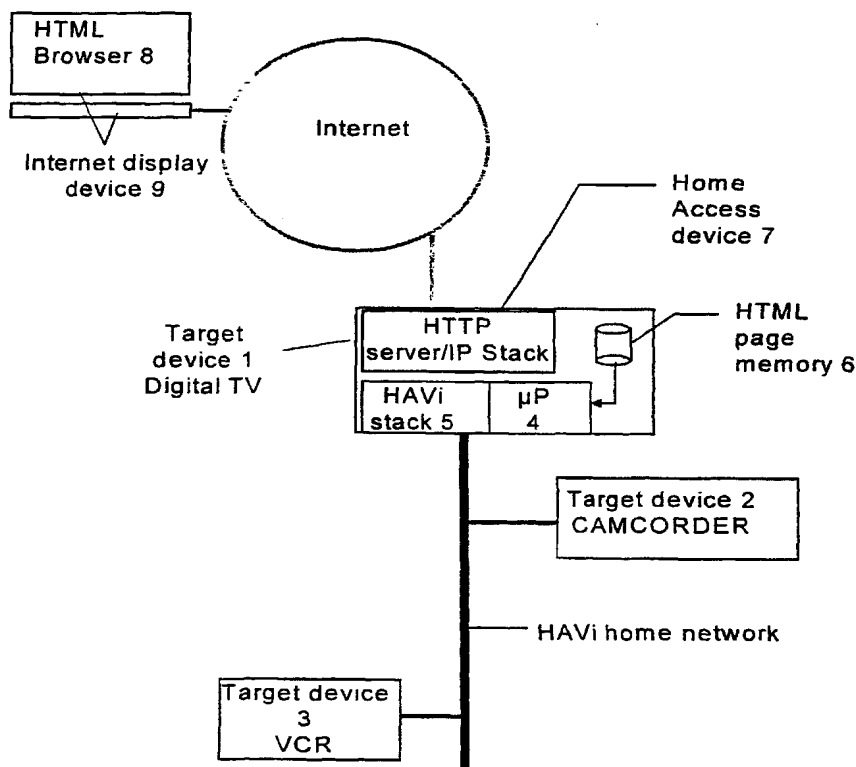 HTML
Browser 8
Internet
Internet display
device 9
Home
Access
device 7
Target
device 1
Digital TV
HTTP
server/IP Stack
HTML
page
memory 6
HAVi
stack 5
µP
4
Target device 2
CAMCORDER
HAVi home network
Target device
3
VCR